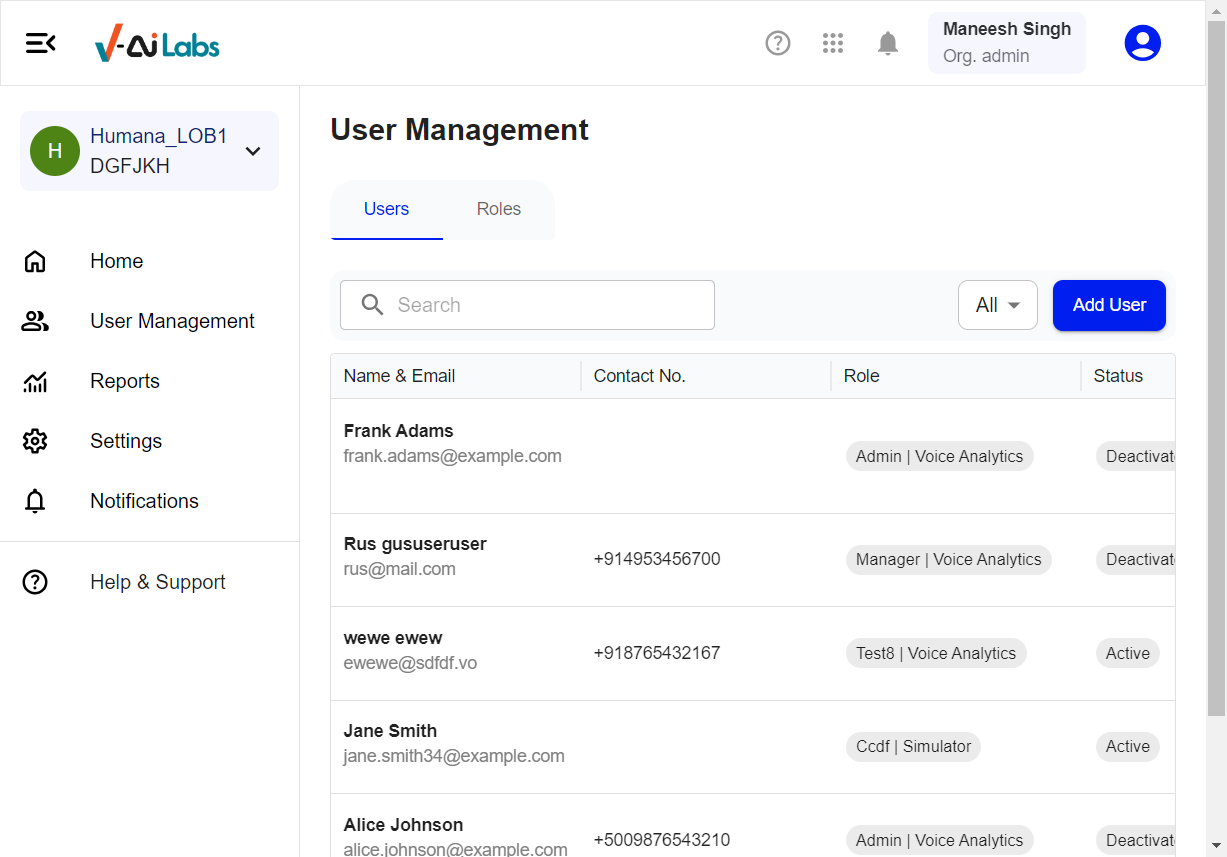 V-Ai Labs
Maneesh Singh
Org. admin
H
Humana_LOB1
DGFJKH
Home
User Management
Reports
Settings
Notifications
Help & Support
User Management
Users Roles
Search All Add User
Name & Email Contact No. Role Status
Frank Adams
frank.adams@example.com
Admin | Voice Analytics Deactivat
Rus gususeruser
rus@mail.com
+914953456700 Manager | Voice Analytics Deactivat
wewe ewew
ewewe@sdfdf.vo
+918765432167 Test8 | Voice Analytics Active
Jane Smith
jane.smith34@example.com
Ccdf | Simulator Active
Alice Johnson
alice.johnson@example.com
+5009876543210 Admin | Voice Analytics Deactivat